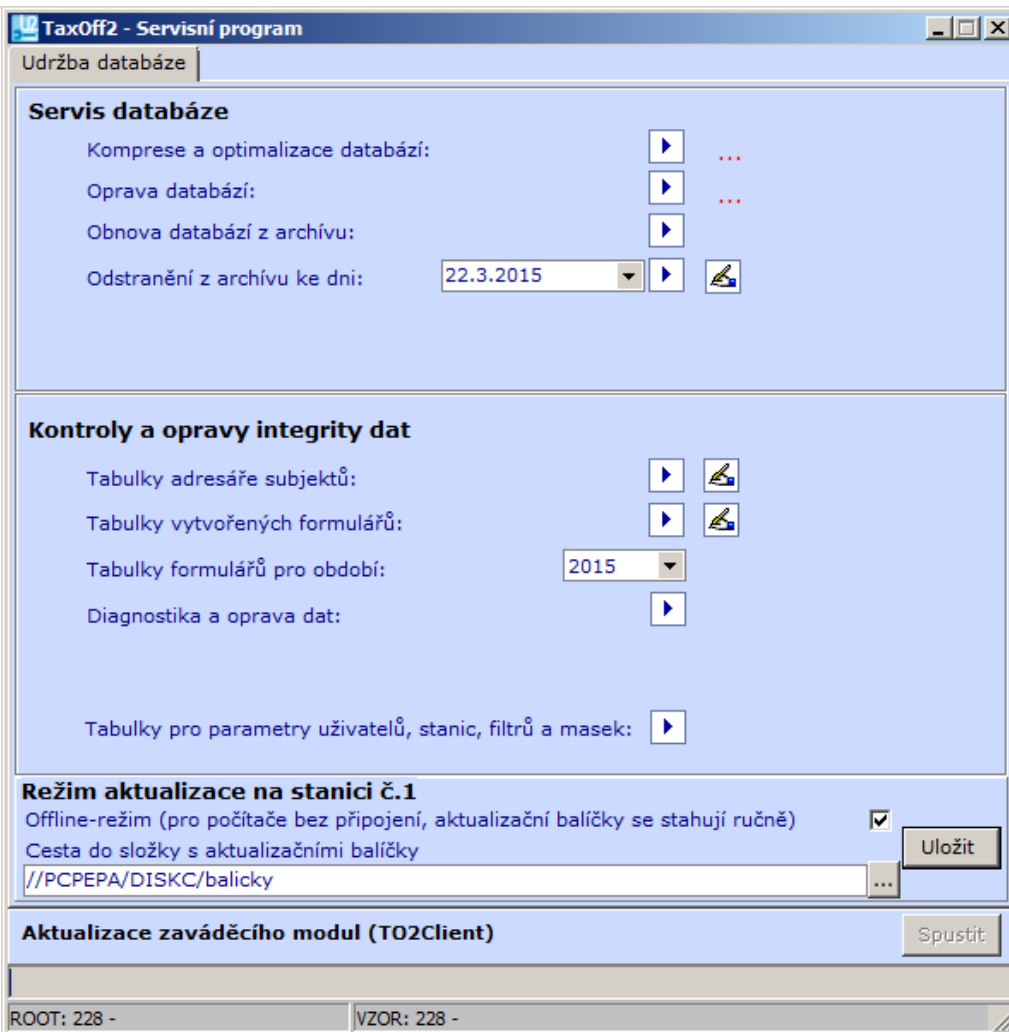 TaxOff2 - Servisní program
Udržba databáze
Servis databáze
Komprese a optimalizace databází:
...
Oprava databází:
...
Obnova databází z archívu:
Odstranění z archívu ke dni:
22.3.2015
Kontroly a opravy integrity dat
Tabulky adresáře subjektů:
Tabulky vytvořených formulářů:
Tabulky formulářů pro období:
2015
Diagnostika a oprava dat:
Tabulky pro parametry uživatelů, stanic, filtrů a masek:
Režim aktualizace na stanici č.1
Offline-režim (pro počítače bez připojení, aktualizační balíčky se stahují ručně)
Cesta do složky s aktualizačními balíčky
Uložit
//PCPEPA/DISKC/balicky
...
Aktualizace zaváděcího modul (TO2Client)
Spustit
ROOT: 228 -
VZOR: 228 -